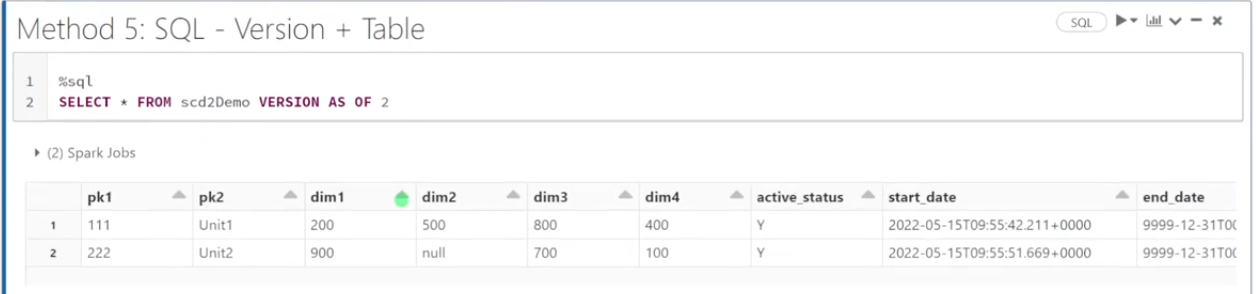 Method 5: SQL - Version + Table
SQL
1 %sql
2 SELECT * FROM scd2Demo VERSION AS OF 2
(2) Spark Jobs
pk1 pk2 dim1 dim2 dim3 dim4 active_status start_date end_date
1 111 Unit1 200 500 800 400 Y 2022-05-15T09:55:42.211+0000 9999-12-31T00
2 222 Unit2 900 null 700 100 Y 2022-05-15T09:55:51.669+0000 9999-12-31T00